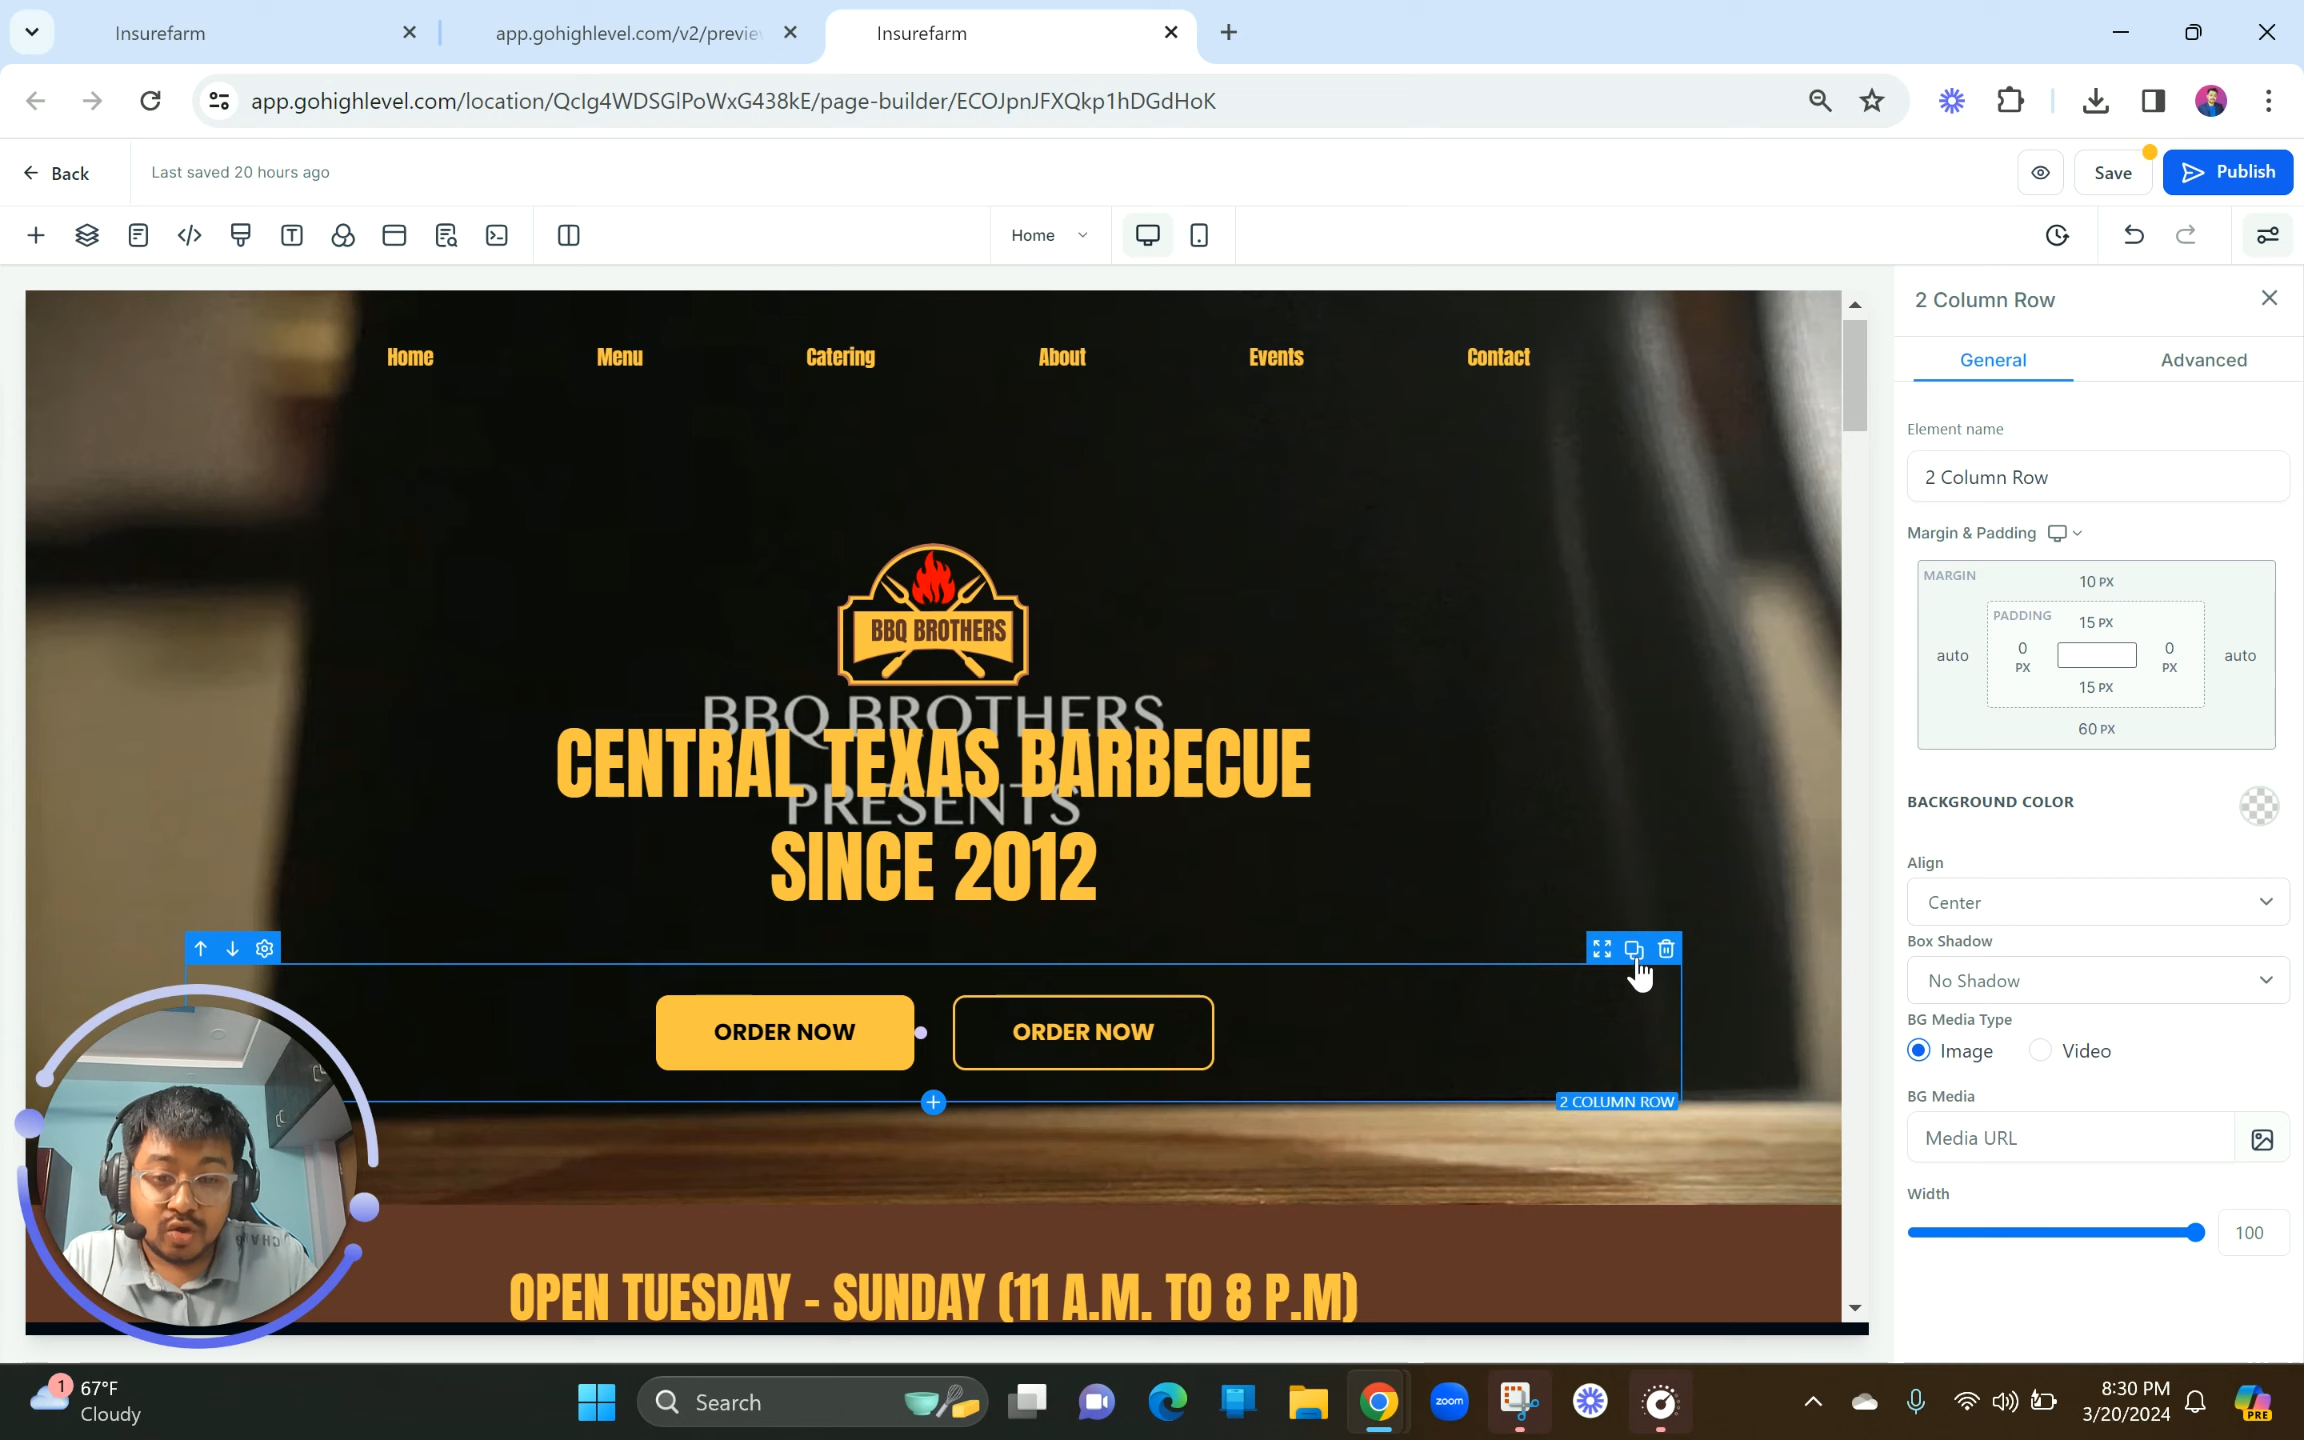 Insurefarm
app.gohighlevel.com/v2/previe
Insurefarm
app.gohighlevel.com/location/QcIg4WDSGlPoWxG438kE/page-builder/ECOJpnJFXQkp1hDGdHoK
Back
Last saved 20 hours ago
Save
Publish
Home
2 Column Row
General
Advanced
Home
Menu
Catering
About
Events
Contact
BBQ BROTHERS
BBQ BROTHERS
PRESENTS
CENTRAL TEXAS BARBECUE
SINCE 2012
ORDER NOW
ORDER NOW
2 COLUMN ROW
OPEN TUESDAY - SUNDAY (11 A.M. TO 8 P.M)
Element name
2 Column Row
Margin & Padding
MARGIN
10 PX
PADDING
15 PX
auto
0 PX
0 PX
auto
15 PX
60 PX
BACKGROUND COLOR
Align
Center
Box Shadow
No Shadow
BG Media Type
Image
Video
BG Media
Media URL
Width
100
1
67°F
Cloudy
Search
zoom
8:30 PM
3/20/2024
PRE